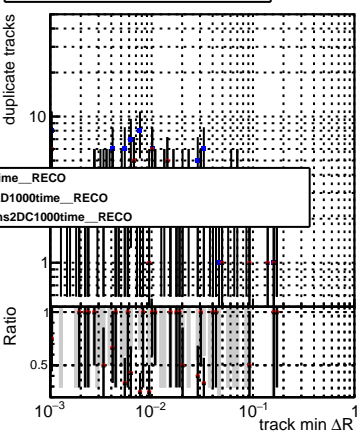 duplicate tracks
10
ime__RECO
D1000time__RECO
ns2DC1000time__RECO
1
Ratio
1
0.5
10−3
10−2
10−1
1
track min ΔR